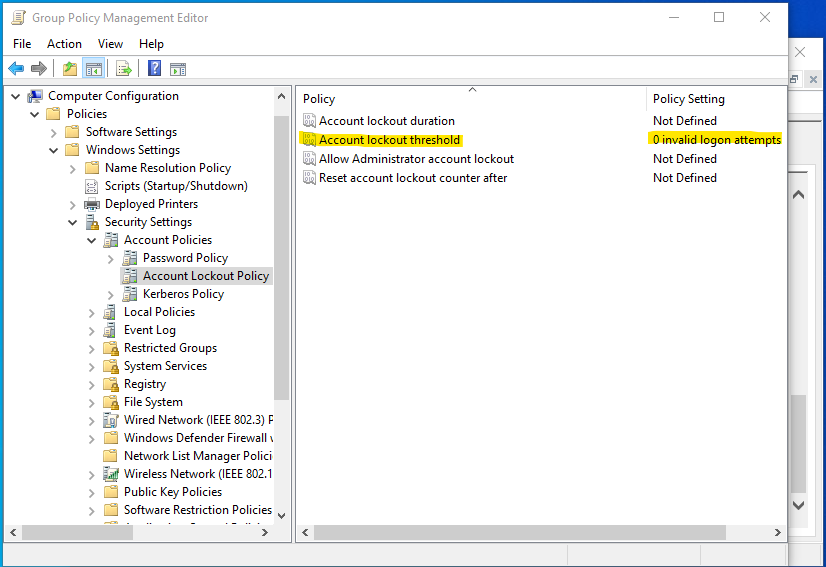 Group Policy Management Editor
File Action View Help
Computer Configuration
Policies
Software Settings
Windows Settings
Name Resolution Policy
Scripts (Startup/Shutdown)
Deployed Printers
Security Settings
Account Policies
Password Policy
Account Lockout Policy
Kerberos Policy
Local Policies
Event Log
Restricted Groups
System Services
Registry
File System
Wired Network (IEEE 802.3) P
Windows Defender Firewall w
Network List Manager Polici
Wireless Network (IEEE 802.1
Public Key Policies
Software Restriction Policies
Policy Policy Setting
Account lockout duration Not Defined
Account lockout threshold 0 invalid logon attempts
Allow Administrator account lockout Not Defined
Reset account lockout counter after Not Defined